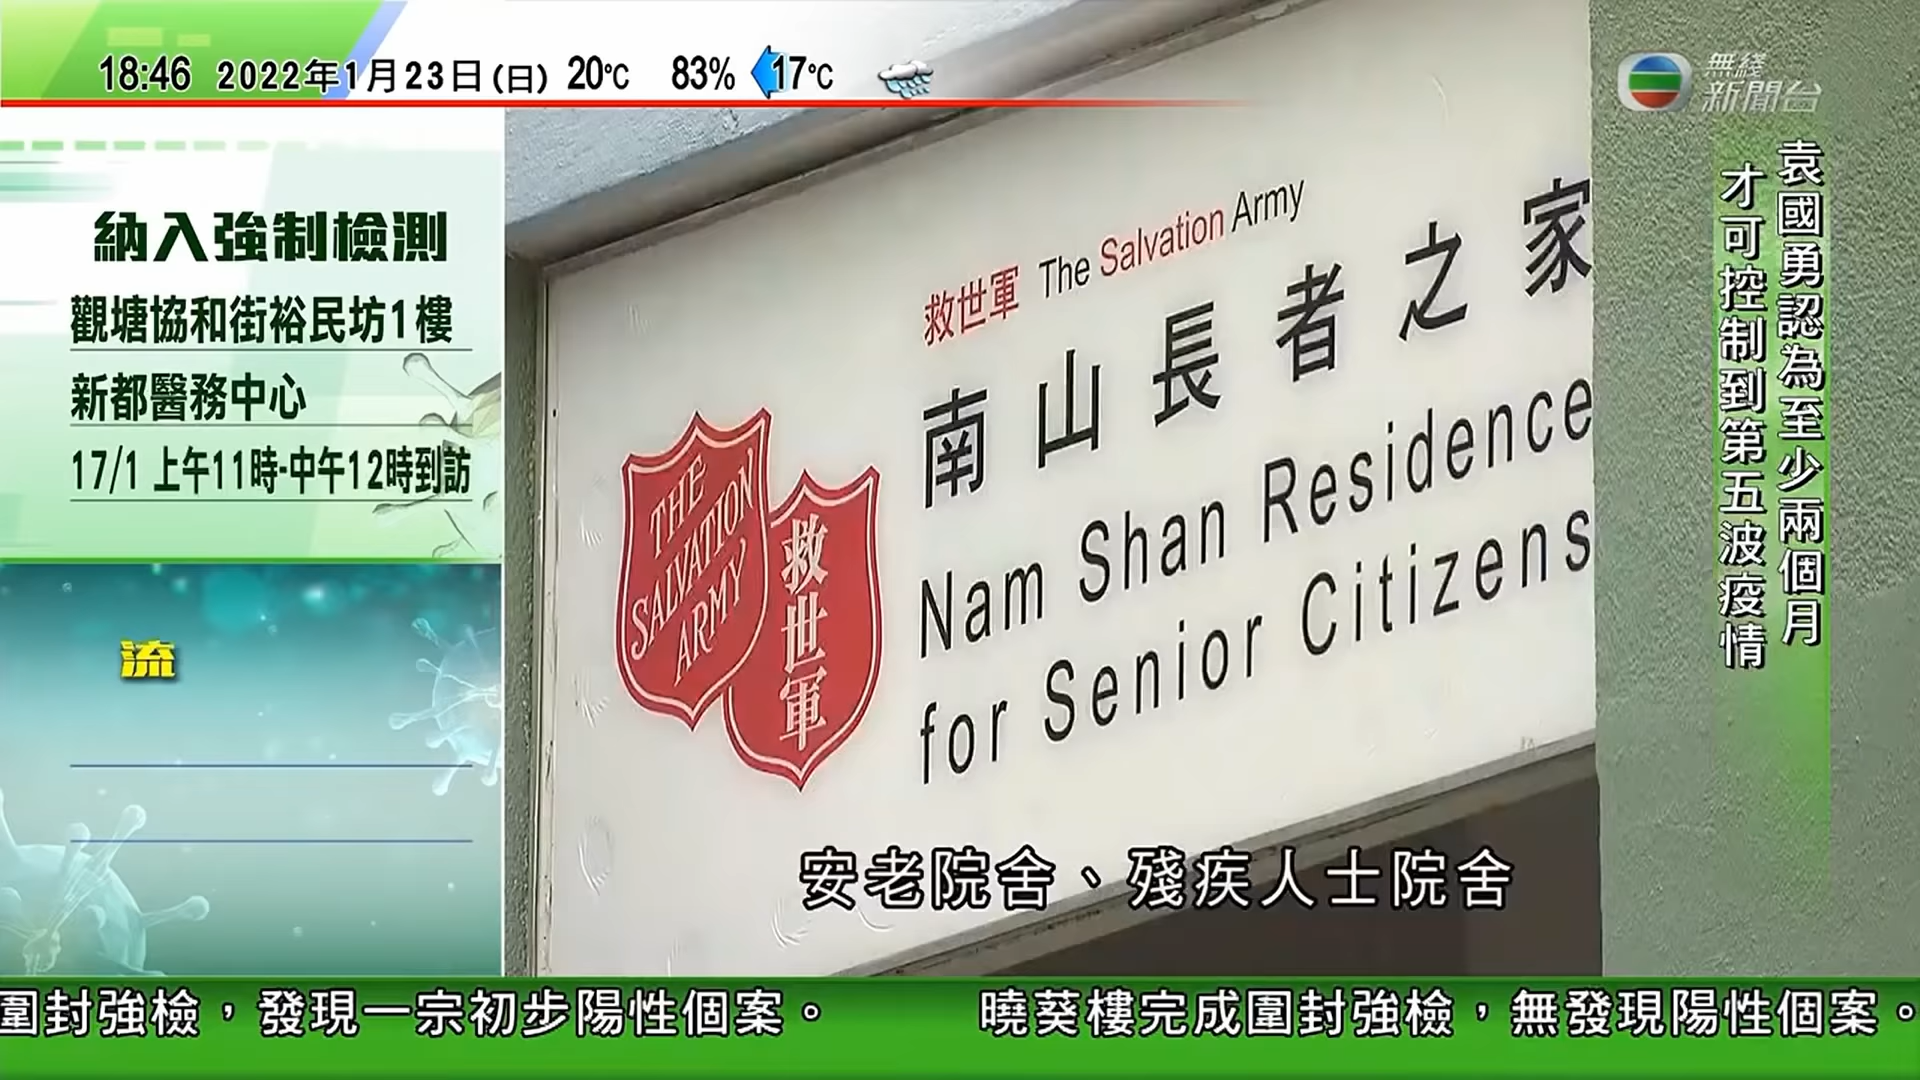 18:46 2022年1月23日(日) 20℃ 83% 17℃
無綫
新聞台
納入強制檢測
觀塘協和街裕民坊1樓
新都醫務中心
17/1 上午11時-中午12時到訪
流
救世軍 The Salvation Army
南山長者之家
Nam Shan Residence
for Senior Citizens
THE
SALVATION
ARMY
救世軍
袁國勇認為至少兩個月
才可控制到第五波疫情
安老院舍、殘疾人士院舍
圍封強檢，發現一宗初步陽性個案。 曉葵樓完成圍封強檢，無發現陽性個案。